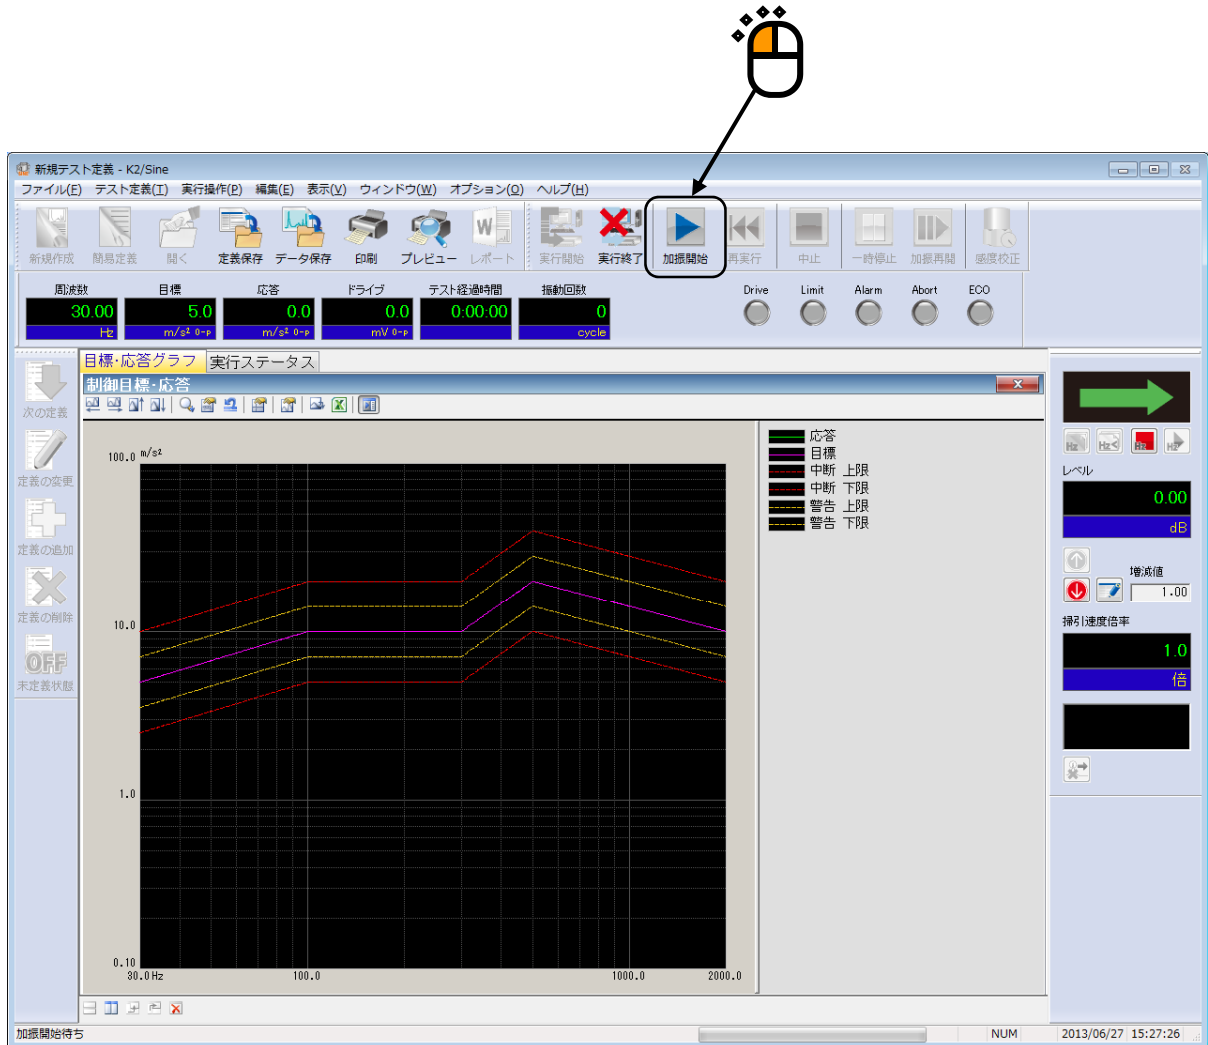 新規テスト定義 - K2/Sine
ファイル(F) テスト定義(T) 実行操作(P) 編集(E) 表示(V) ウィンドウ(W) オプション(O) ヘルプ(H)
新規作成 簡易定義 開く 定義保存 データ保存 印刷 プレビュー レポート 実行開始 実行終了 加振開始 再実行 中止 一時停止 加振再開 感度校正
周波数 目標 応答 ドライブ テスト経過時間 振動回数 Drive Limit Alarm Abort ECO
30.00 5.0 0.0 0.0 0:00:00 0
Hz m/s² 0-p m/s² 0-p mV 0-p cycle
目標・応答グラフ 実行ステータス
制御目標・応答
次の定義
定義の変更
定義の追加
定義の削除
OFF
未定義状態
100.0 m/s²
10.0
1.0
0.10
30.0Hz 100.0 1000.0 2000.0
応答
目標
中断 上限
中断 下限
警告 上限
警告 下限
レベル
0.00
dB
増減値
1.00
掃引速度倍率
1.0
倍
加振開始待ち NUM 2013/06/27 15:27:26